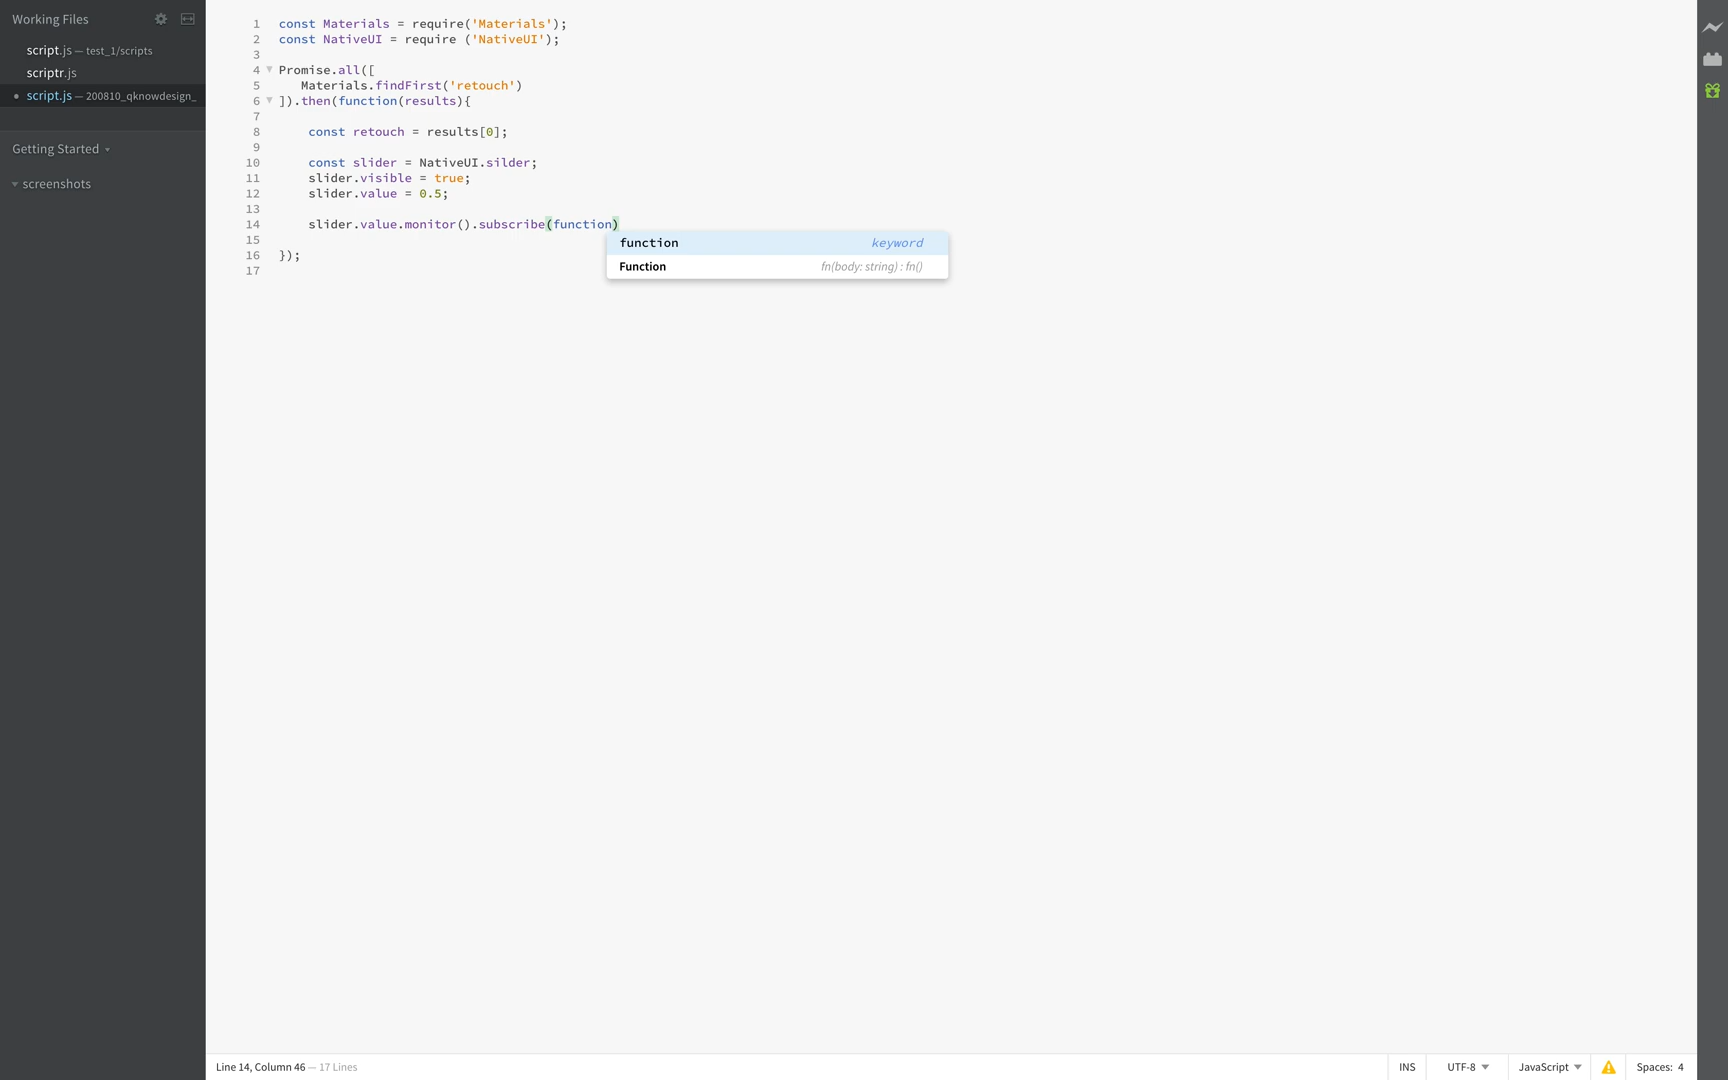 Working Files
script.js — test_1/scripts
scriptr.js
• script.js — 200810_qknowdesign_
Getting Started
screenshots
1 const Materials = require('Materials');
2 const NativeUI = require ('NativeUI');
3
4 Promise.all([
5 Materials.findFirst('retouch')
6 ]).then(function(results){
7
8 const retouch = results[0];
9
10 const slider = NativeUI.silder;
11 slider.visible = true;
12 slider.value = 0.5;
13
14 slider.value.monitor().subscribe(function)
15
16 });
17
function keyword
Function fn(body: string) : fn()
Line 14, Column 46 — 17 Lines
INS UTF-8 JavaScript Spaces: 4